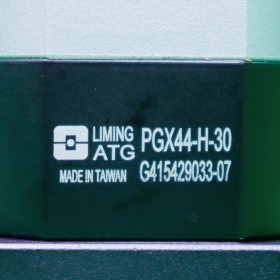 LIMING PGX44-H-30
ATG
MADE IN TAIWAN G415429033-07